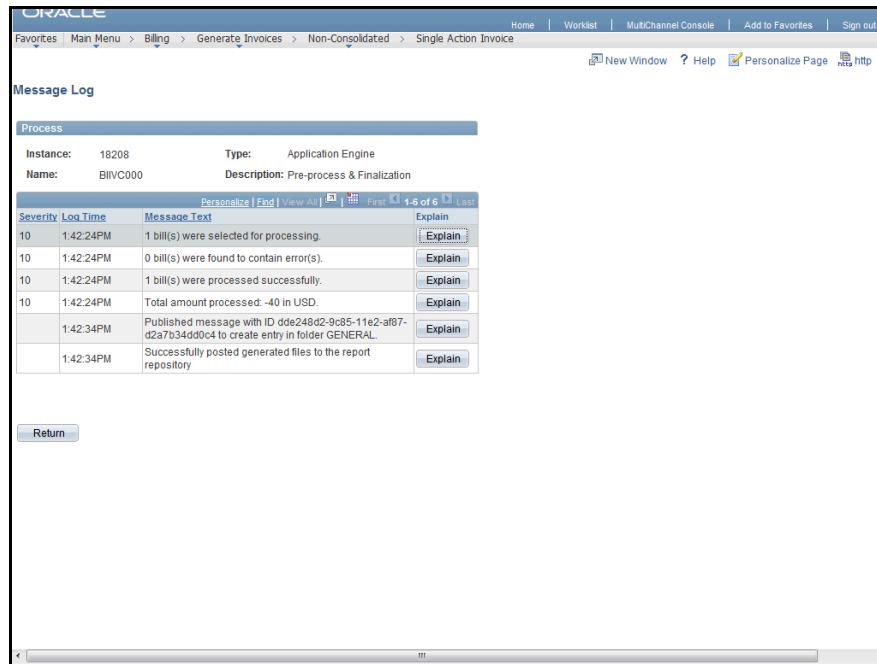 ORACLE
Home | Worklist | MultiChannel Console | Add to Favorites | Sign out
Favorites Main Menu > Billing > Generate Invoices > Non-Consolidated > Single Action Invoice
New Window ? Help Personalize Page http
Message Log
Process
Instance: 18208 Type: Application Engine
Name: BIIVC000 Description: Pre-process & Finalization
Personalize | Find | View All | | First 1-6 of 6 Last
Severity Log Time Message Text Explain
10 1:42:24PM 1 bill(s) were selected for processing. Explain
10 1:42:24PM 0 bill(s) were found to contain error(s). Explain
10 1:42:24PM 1 bill(s) were processed successfully. Explain
10 1:42:24PM Total amount processed: -40 in USD. Explain
1:42:34PM Published message with ID dde248d2-9c85-11e2-af87-
d2a7b34dd0c4 to create entry in folder GENERAL. Explain
1:42:34PM Successfully posted generated files to the report
repository Explain
Return